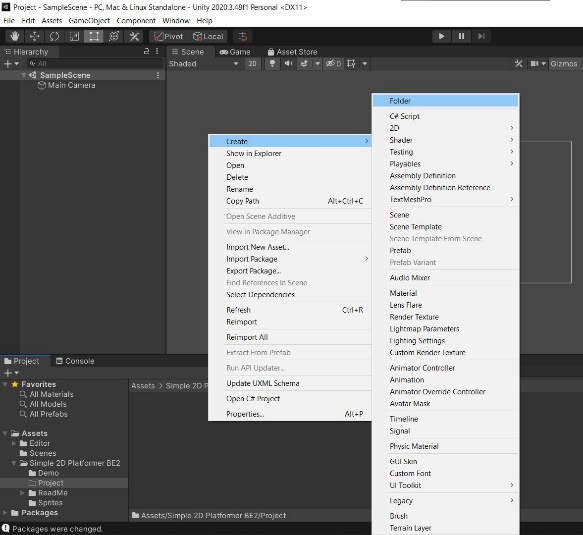 Project - SampleScene - PC, Mac & Linux Standalone - Unity 2020.3.48f1 Personal <DX11>
File Edit Assets GameObject Component Window Help
Pivot Local
Hierarchy
Scene Game Asset Store
All
Shaded 2D 0 Gizmos
SampleScene
Main Camera
Create
Show in Explorer
Open
Delete
Rename
Copy Path Alt+Ctrl+C
Open Scene Additive
View in Package Manager
Import New Asset...
Import Package
Export Package...
Find References In Scene
Select Dependencies
Refresh Ctrl+R
Reimport
Reimport All
Extract From Prefab
Run API Updater...
Update UXML Schema
Open C# Project
Properties... Alt+P
Folder
C# Script
2D
Shader
Testing
Playables
Assembly Definition
Assembly Definition Reference
TextMeshPro
Scene
Scene Template
Scene Template From Scene
Prefab
Prefab Variant
Audio Mixer
Material
Lens Flare
Render Texture
Lightmap Parameters
Lighting Settings
Custom Render Texture
Animator Controller
Animation
Animator Override Controller
Avatar Mask
Timeline
Signal
Physic Material
GUI Skin
Custom Font
UI Toolkit
Legacy
Brush
Terrain Layer
Project Console
Favorites
All Materials
All Models
All Prefabs
Assets
Editor
Scenes
Simple 2D Platformer BE2
Demo
Project
ReadMe
Sprites
Packages
Assets > Simple 2D P
Assets/Simple 2D Platformer BE2/Project
Packages were changed.